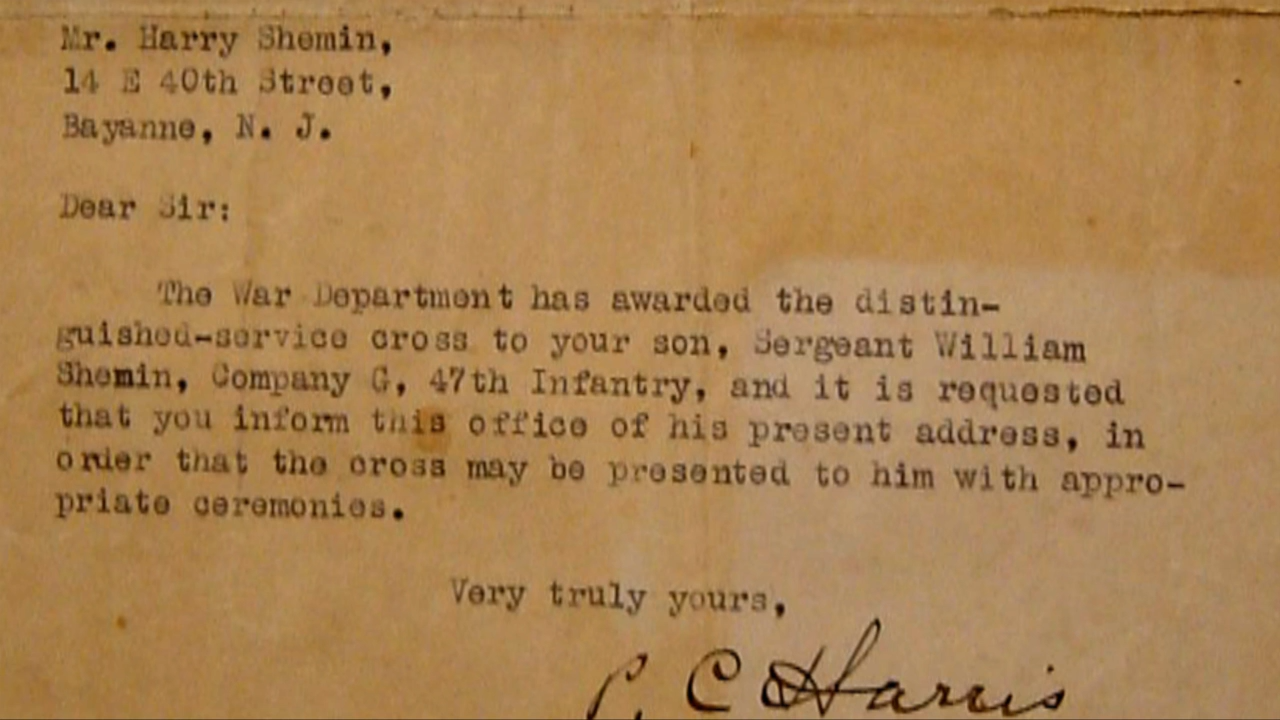 Mr. Harry Shemin,
14 E 40th Street,
Bayanne, N. J.
Dear Sir:
The War Department has awarded the distin-
guished-service cross to your son, Sergeant William
Shemin, Company G, 47th Infantry, and it is requested
that you inform this office of his present address, in
order that the cross may be presented to him with appro-
priate ceremonies.
Very truly yours,
P. C Harris